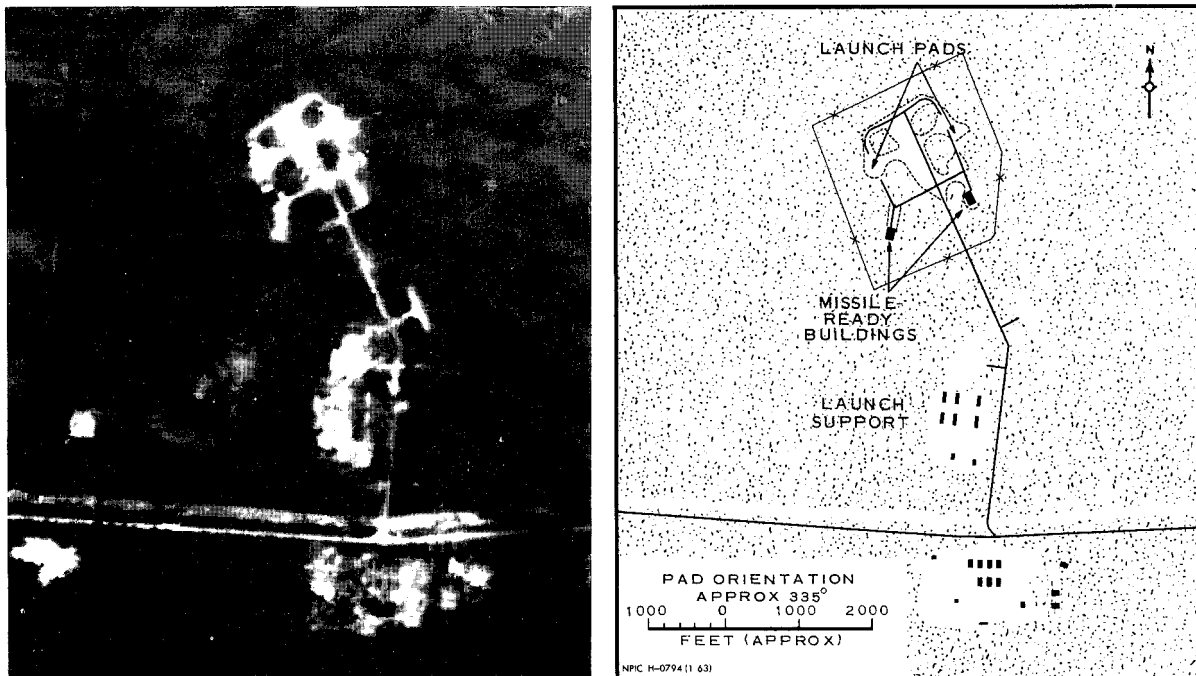 LAUNCH PADS
N
MISSILE-
READY
BUILDINGS
LAUNCH
SUPPORT
PAD ORIENTATION
APPROX 335°
1000 0 1000 2000
FEET (APPROX)
NPIC H-0794 (1 63)